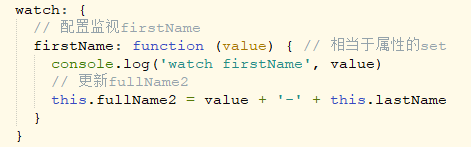 watch: {
// 配置监视firstName
firstName: function (value) { // 相当于属性的set
console.log('watch firstName', value)
// 更新fullName2
this.fullName2 = value + '-' + this.lastName
}
}